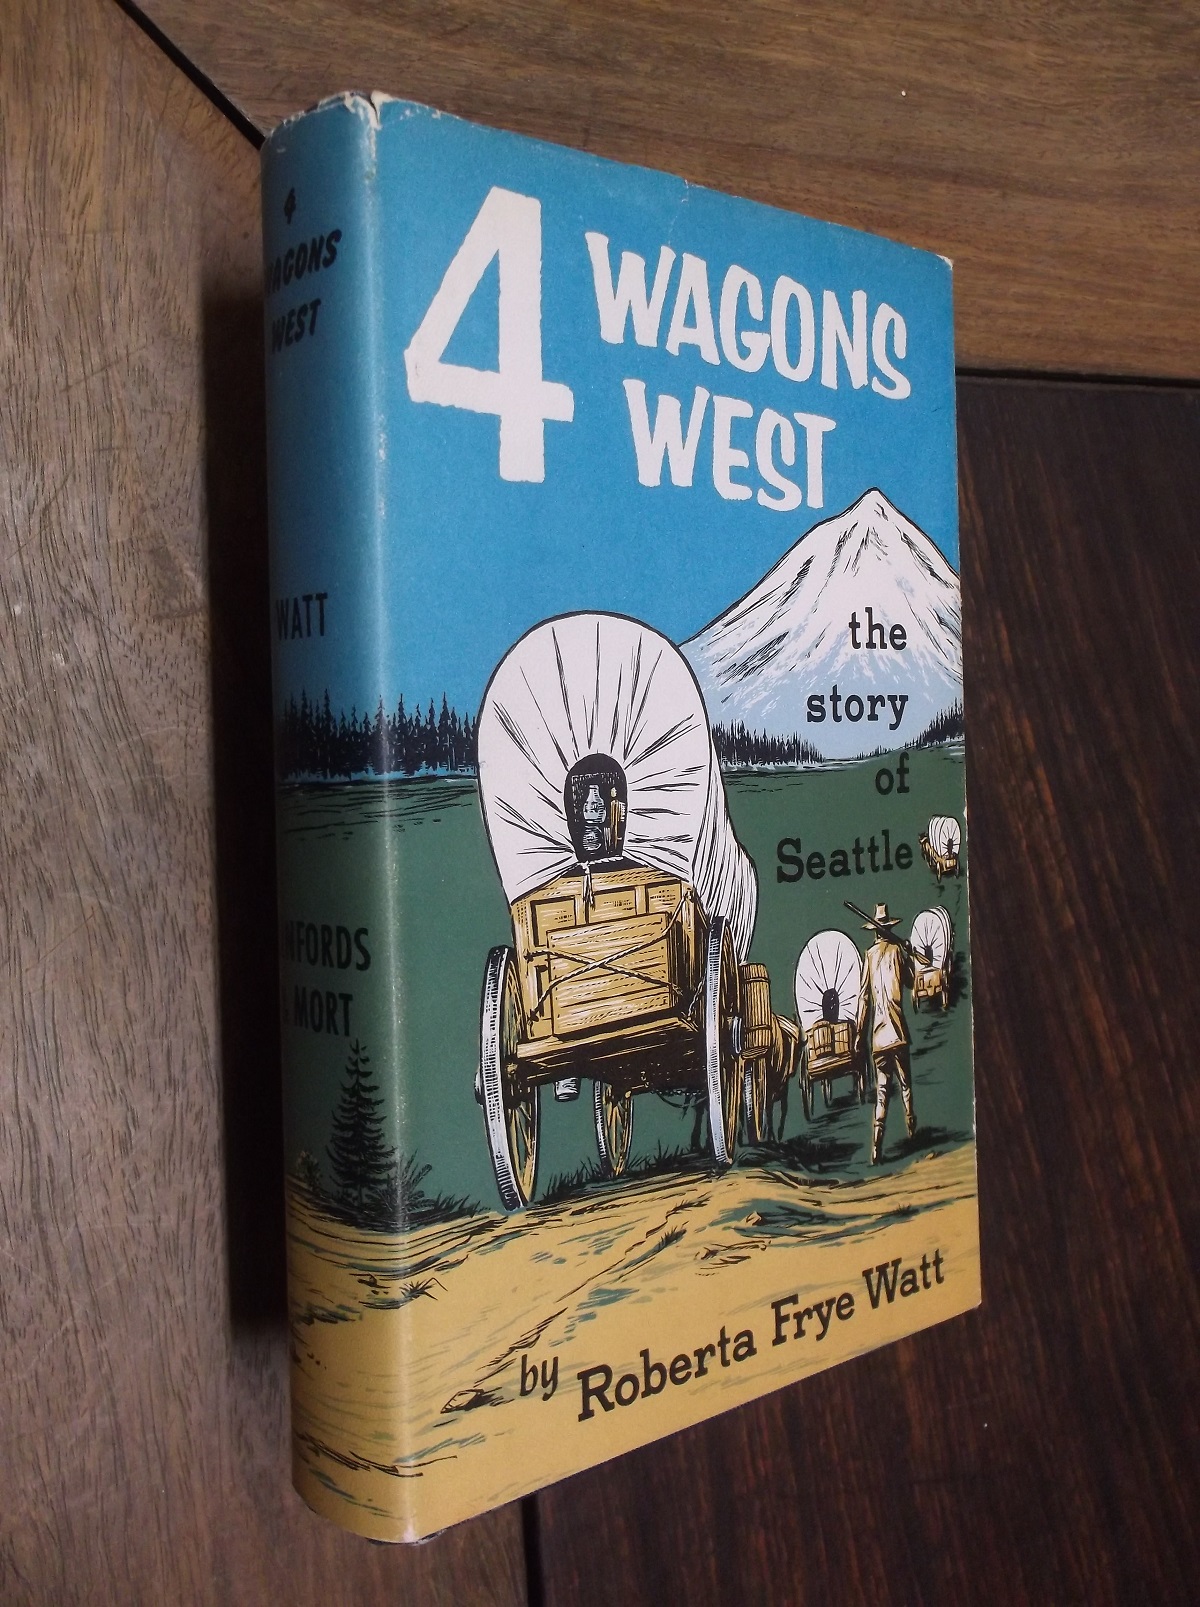 4
WAGONS
WEST
WATT
& MORT
4 WAGONS
WEST
the
story
of
Seattle
by Roberta Frye Watt